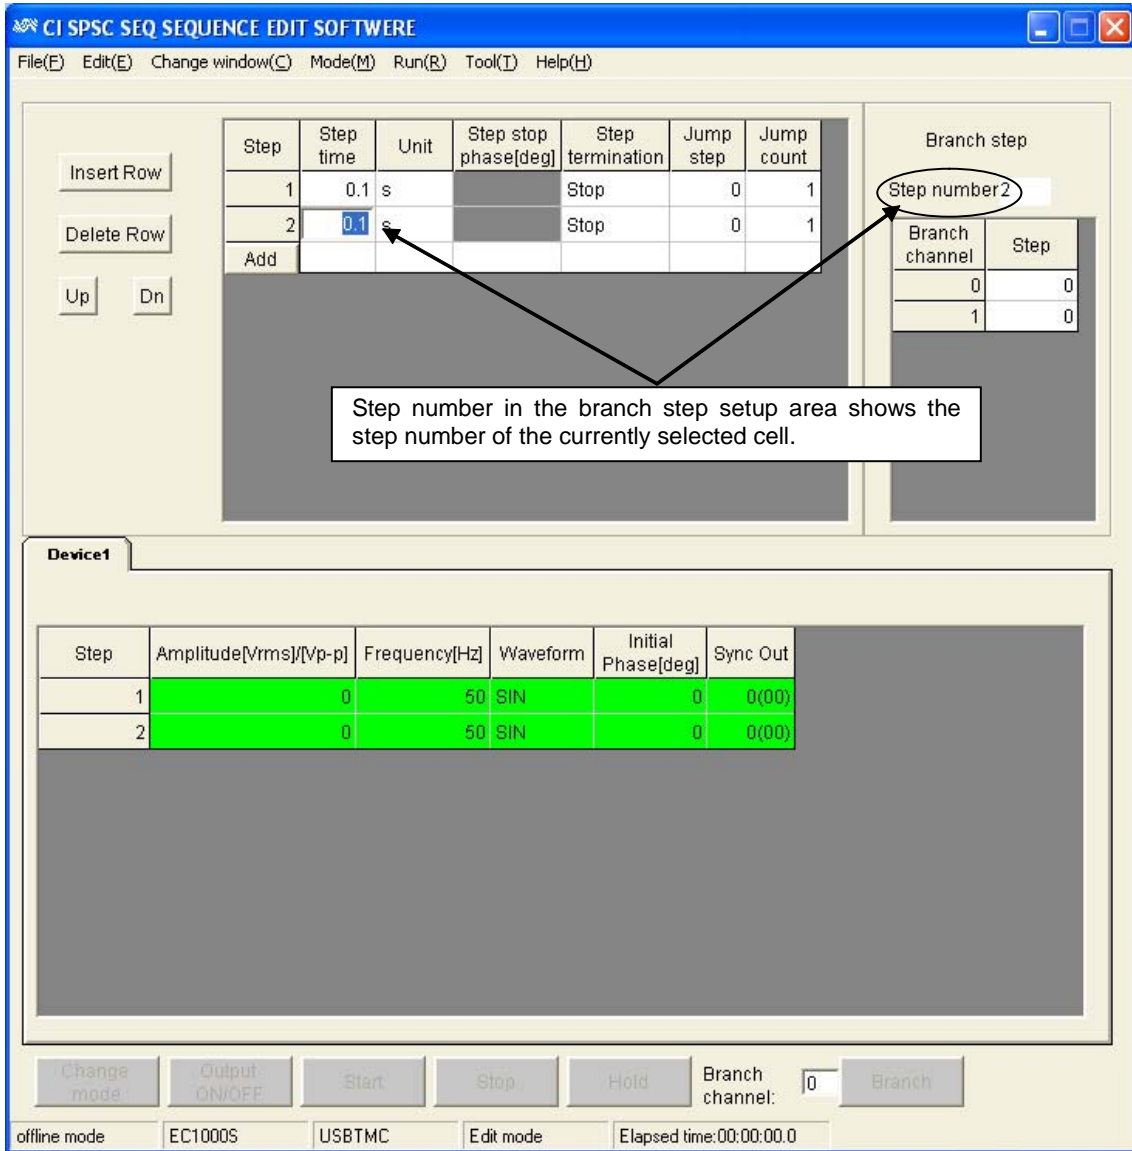 CI SPSC SEQ SEQUENCE EDIT SOFTWERE
File(F) Edit(E) Change window(C) Mode(M) Run(R) Tool(T) Help(H)
Insert Row
Delete Row
Up Dn
Step Step time Unit Step stop phase[deg] Step termination Jump step Jump count
1 0.1 s Stop 0 1
2 0.1 s Stop 0 1
Add
Branch step
Step number 2
Branch channel Step
0 0
1 0
Step number in the branch step setup area shows the
step number of the currently selected cell.
Device1
Step Amplitude[Vrms]/[Vp-p] Frequency[Hz] Waveform Initial Phase[deg] Sync Out
1 0 50 SIN 0 0(00)
2 0 50 SIN 0 0(00)
Change mode Output ON/OFF Start Stop Hold Branch channel: 0 Branch
offline mode EC1000S USBTMC Edit mode Elapsed time:00:00:00.0